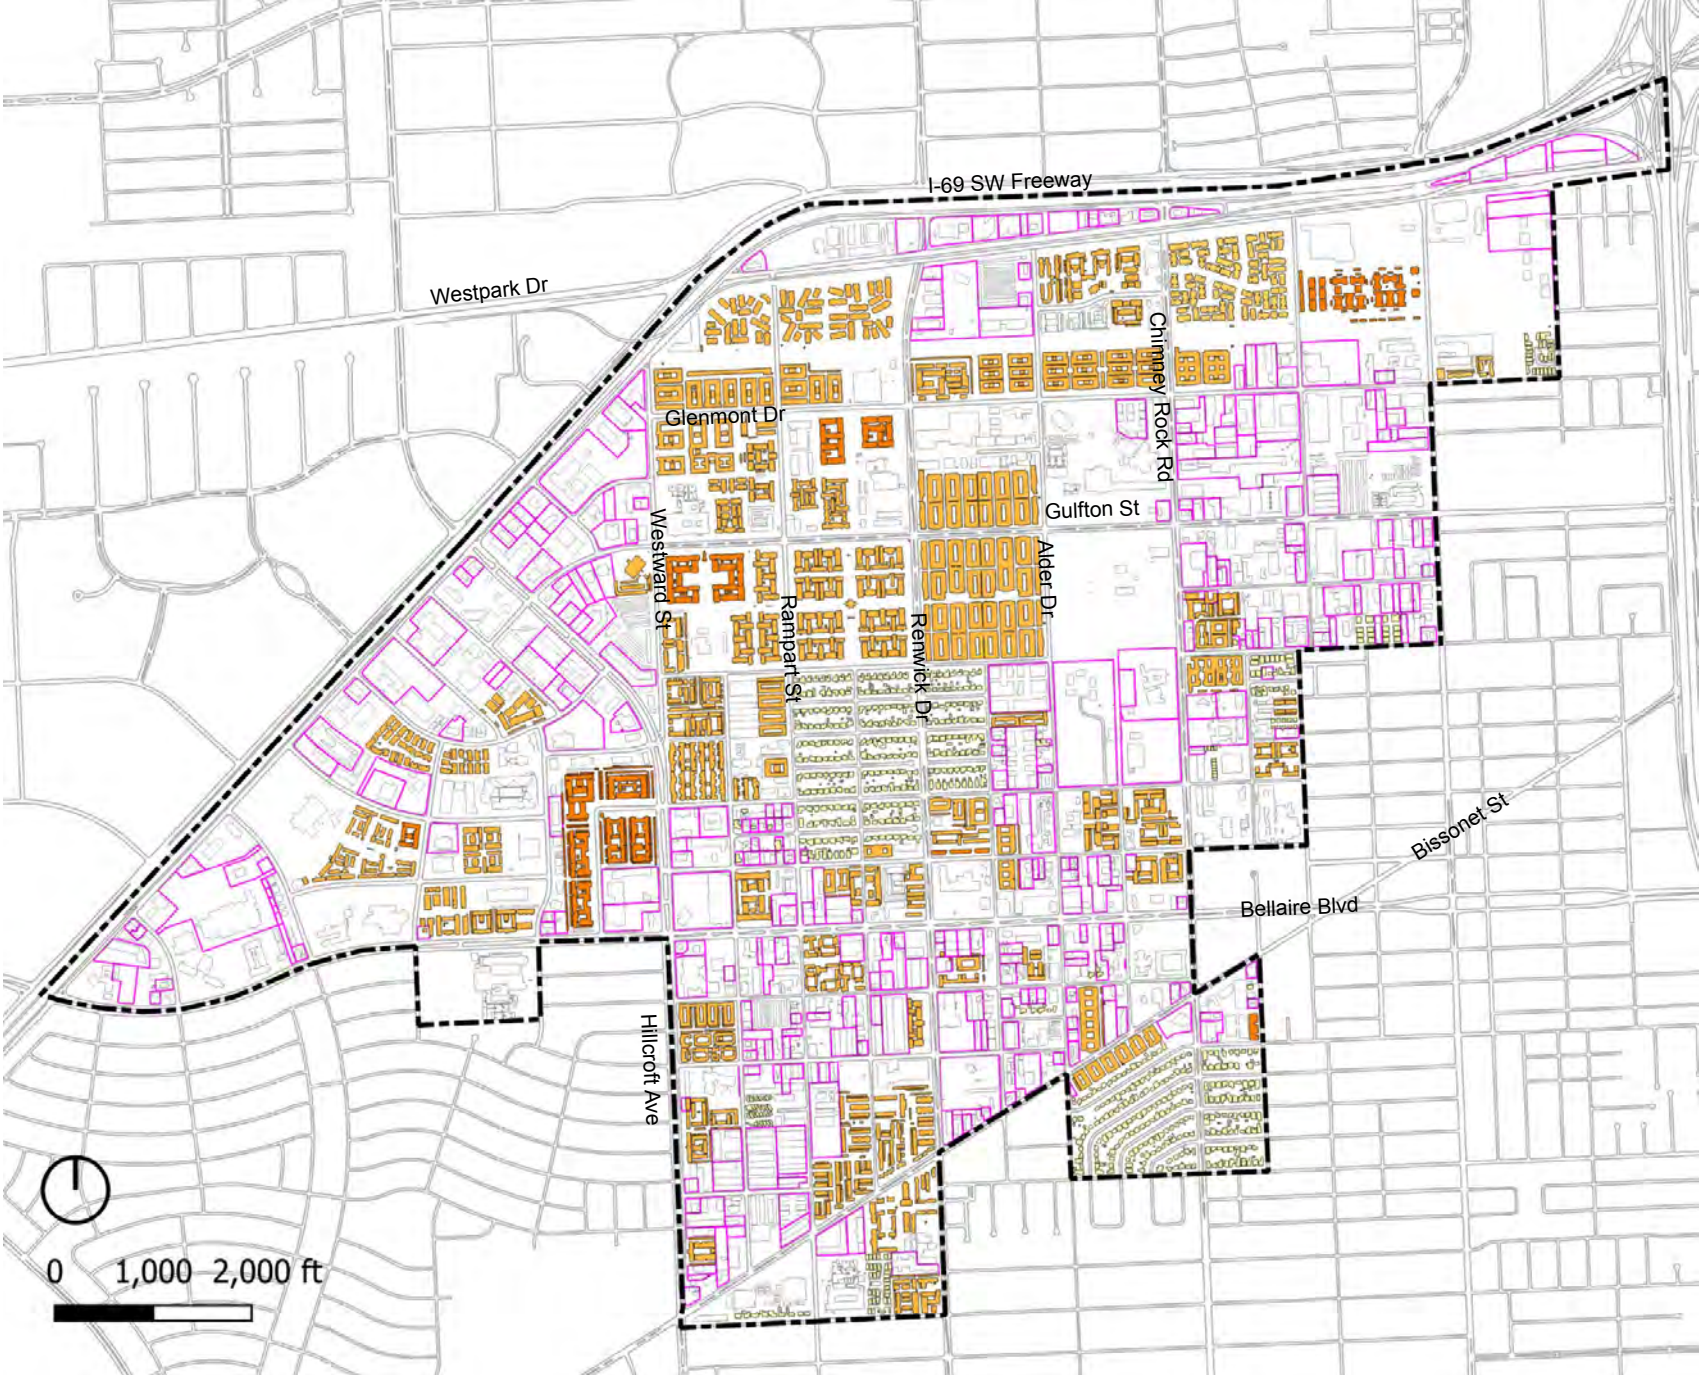 I-69 SW Freeway
Westpark Dr
Chimney Rock Rd
Glenmont Dr
Gulfton St
Westward St
Alder Dr
Rampart St
Renwick Dr
Bissonet St
Bellaire Blvd
Hillcroft Ave
0 1,000 2,000 ft